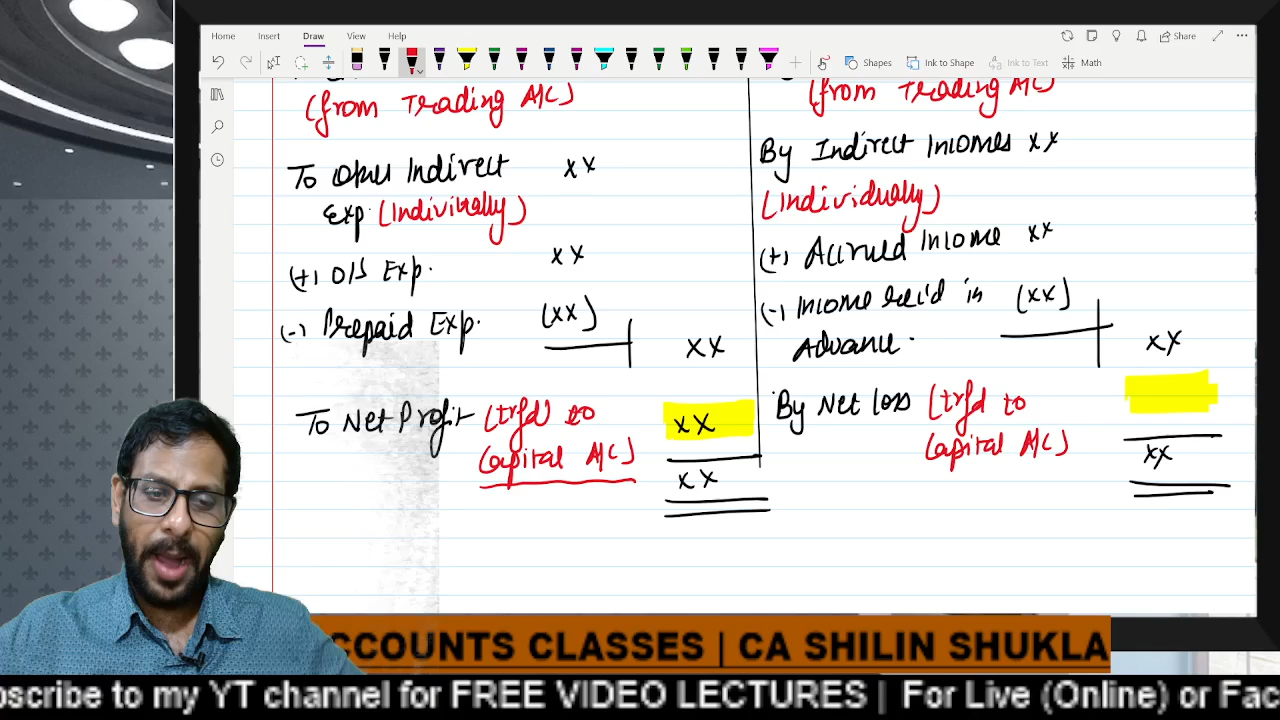 Home Insert Draw View Help
Share
Shapes Ink to Shape Ink to Text Math
(from Trading A/C)
To Other Indirect xx
Exp. (Indivirally)
(+) O/S Exp. xx
(-) Prepaid Exp. (xx)
xx
To Net Profit (trfd) to xx
Capital A/C)
xx
(from Trading A/C)
By Indirect Incomes xx
(Individually)
(+) Accrued Income xx
(-) Income rec'd in (xx)
Advance. xx
By Net Loss (trfd to
Capital A/C) xx
CCOUNTS CLASSES | CA SHILIN SHUKLA
bscribe to my YT channel for FREE VIDEO LECTURES | For Live (Online) or Fac